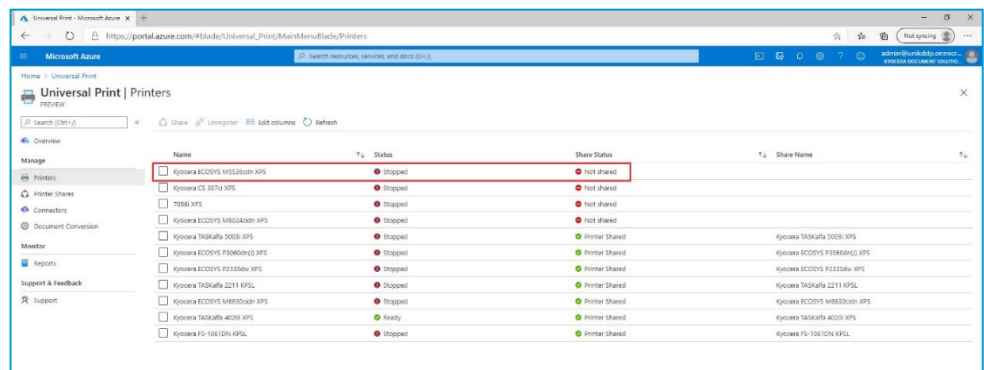 Universal Print - Microsoft Azure
https://portal.azure.com/#blade/Universal_Print/MainMenuBlade/Printers
Not syncing
Microsoft Azure
Search resources, services, and docs (G+/)
admin@unikddp.onmicr...
KYOCERA DOCUMENT SOLUTIO...
Home > Universal Print
Universal Print | Printers
PREVIEW
Search (Ctrl+/)
Share Unregister Edit columns Refresh
Overview
Manage
Printers
Printer Shares
Connectors
Document Conversion
Monitor
Reports
Support & Feedback
Support
Name Status Share Status Share Name
Kyocera ECOSYS M5526cdn XPS Stopped Not shared
Kyocera CS 307ci XPS Stopped Not shared
7056i XPS Stopped Not shared
Kyocera ECOSYS M8024cidn XPS Stopped Not shared
Kyocera TASKalfa 5003i XPS Stopped Printer Shared Kyocera TASKalfa 5003i XPS
Kyocera ECOSYS P3060dn(J) XPS Stopped Printer Shared Kyocera ECOSYS P3060dn(J) XPS
Kyocera ECOSYS P2335dw XPS Stopped Printer Shared Kyocera ECOSYS P2335dw XPS
Kyocera TASKalfa 2211 KPSL Stopped Printer Shared Kyocera TASKalfa 2211 KPSL
Kyocera ECOSYS M6630cidn XPS Stopped Printer Shared Kyocera ECOSYS M6630cidn XPS
Kyocera TASKalfa 4020i XPS Ready Printer Shared Kyocera TASKalfa 4020i XPS
Kyocera FS-1061DN KPSL Stopped Printer Shared Kyocera FS-1061DN KPSL